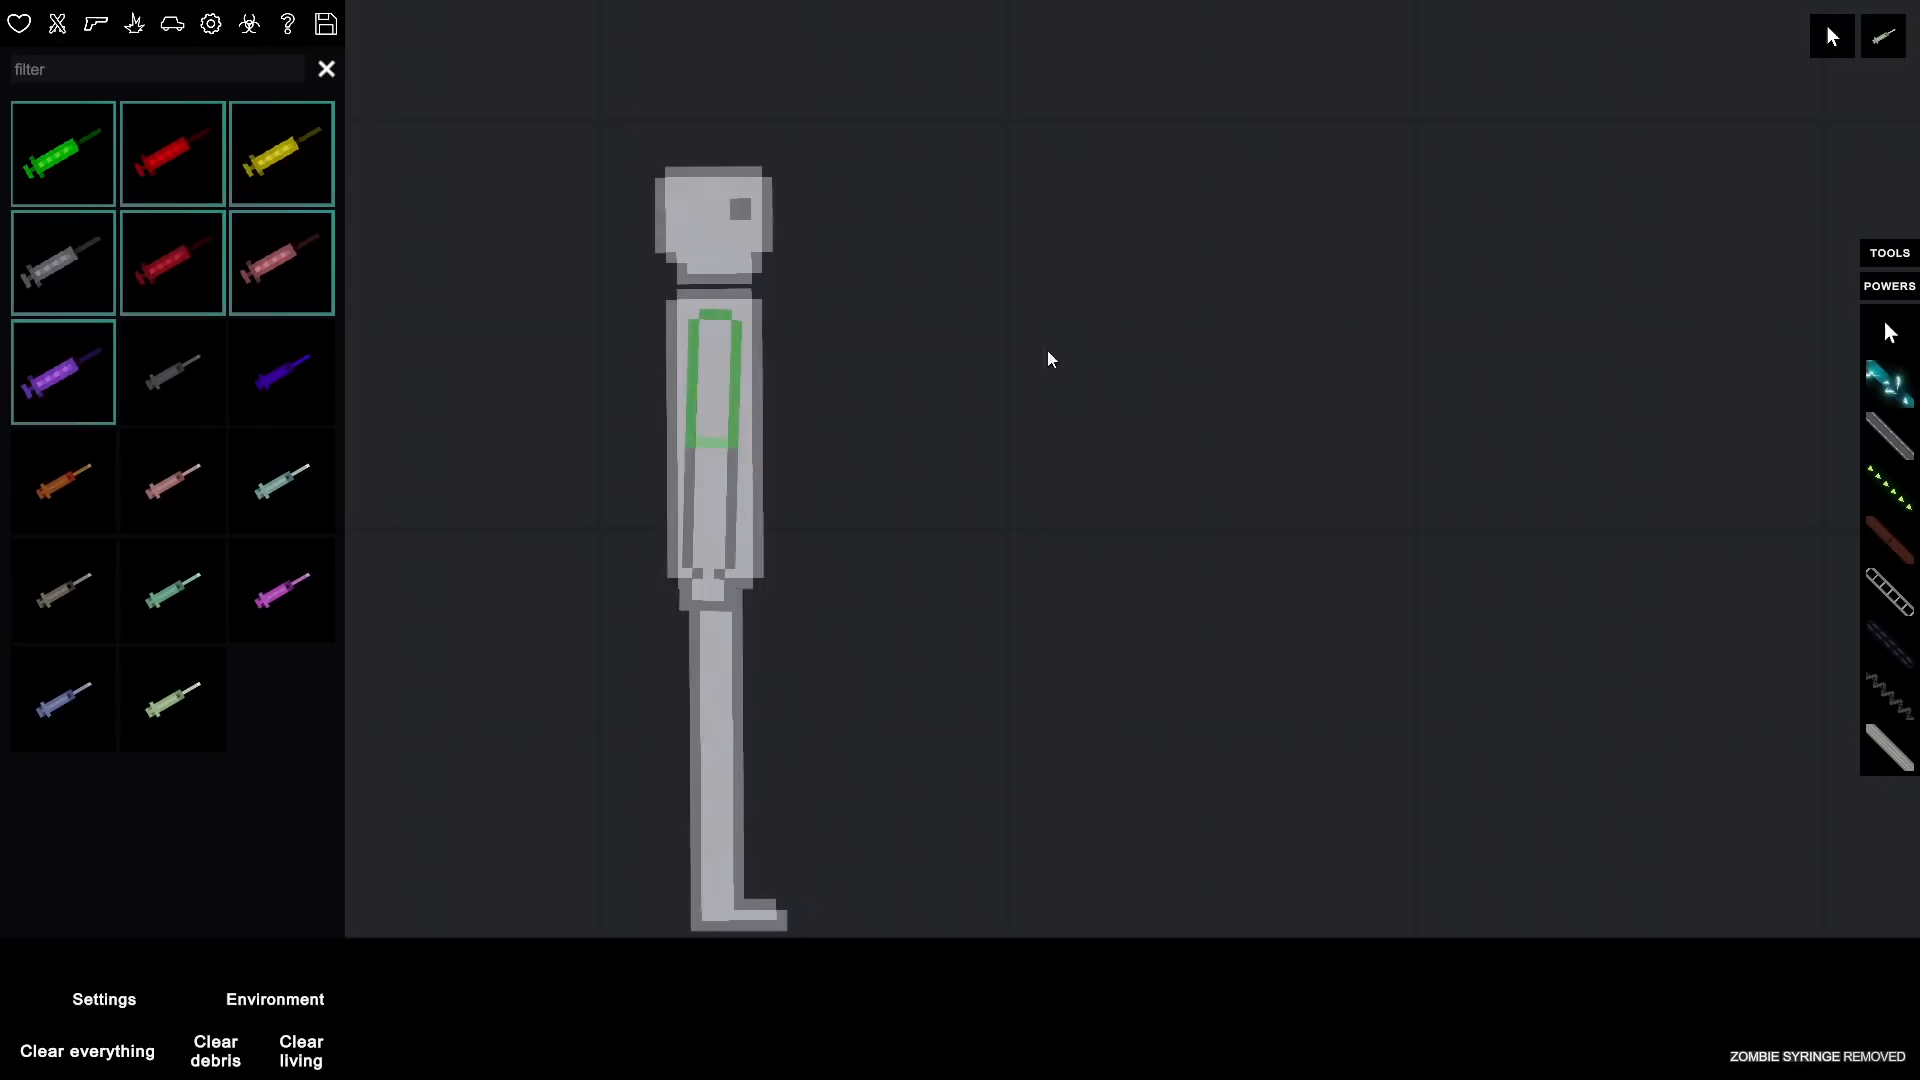 filter
TOOLS
POWERS
Settings
Environment
Clear everything
Clear
debris
Clear
living
ZOMBIE SYRINGE REMOVED